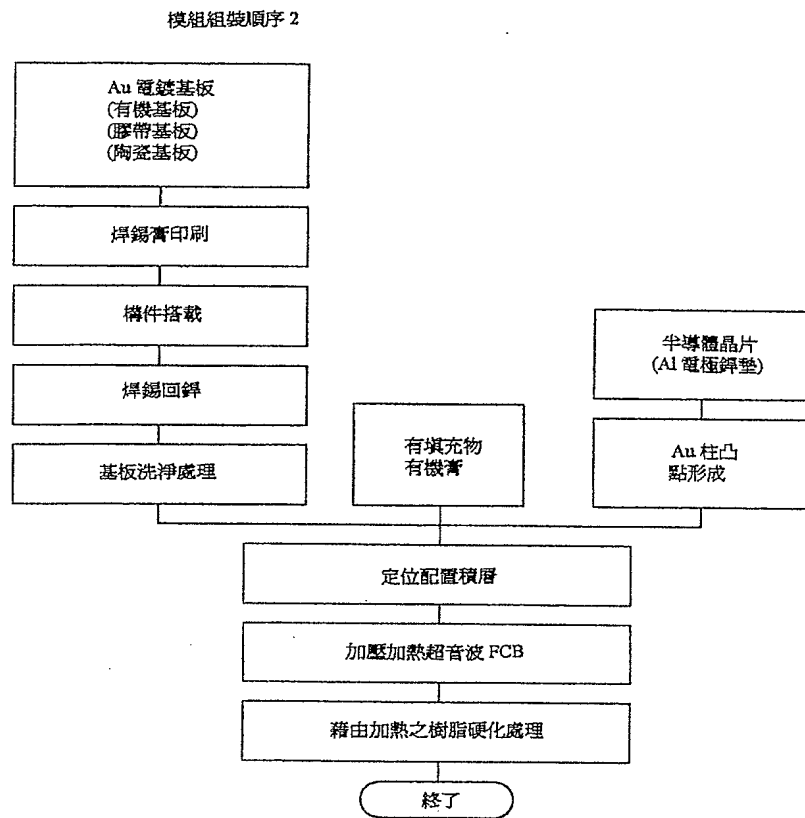 模組組裝順序 2
Au 電鍍基板
(有機基板)
(膠帶基板)
(陶瓷基板)
焊錫膏印刷
構件搭載
焊錫回銲
基板洗淨處理
有填充物
有機膏
半導體晶片
(Al 電極銲墊)
Au 柱凸
點形成
定位配置積層
加壓加熱超音波 FCB
藉由加熱之樹脂硬化處理
終了